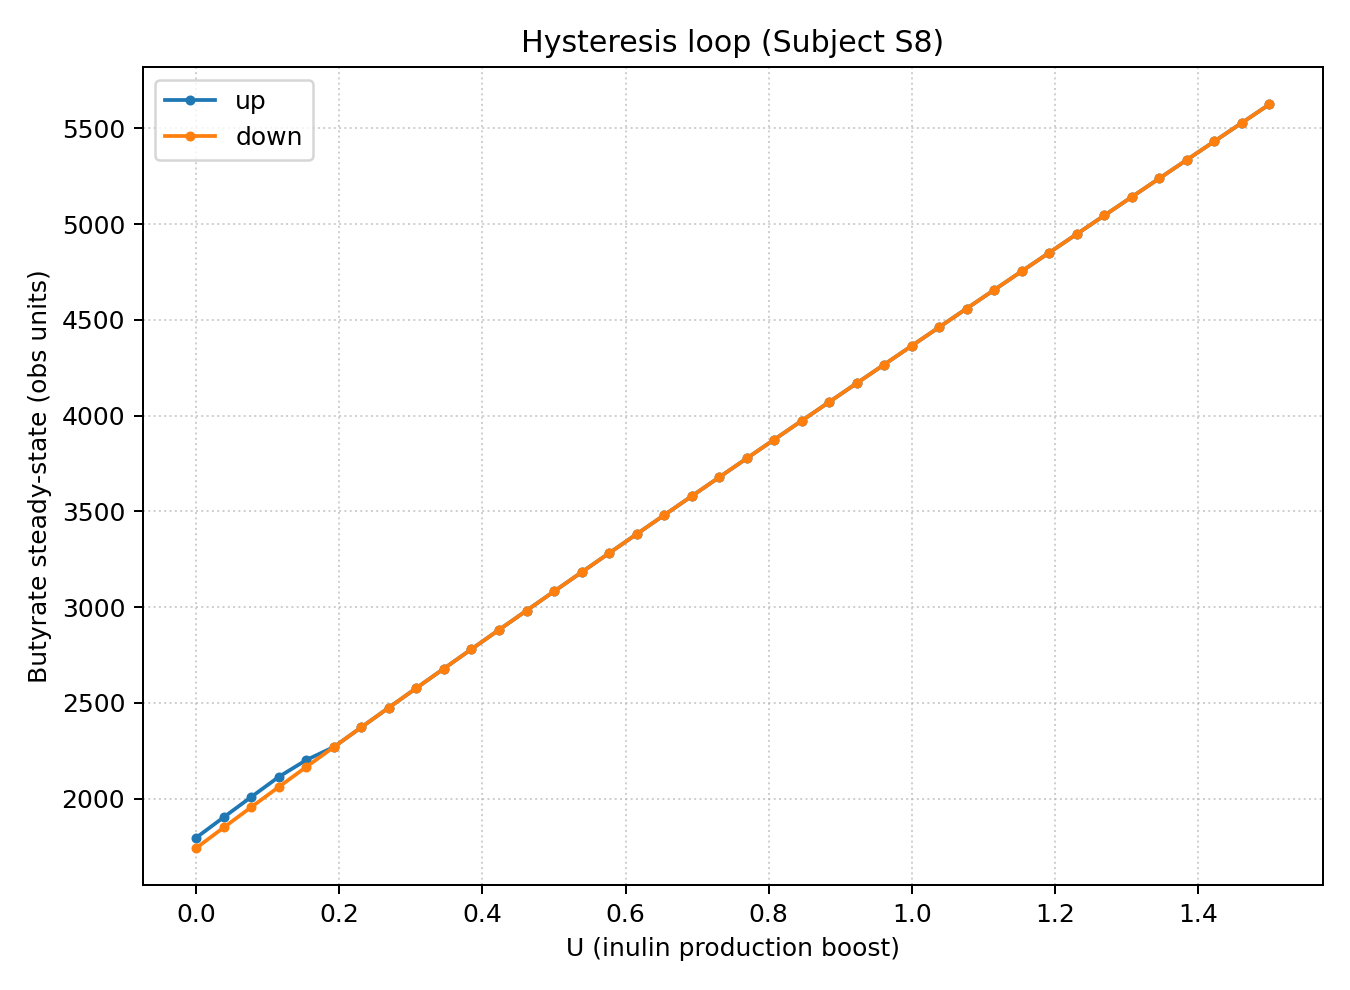 Hysteresis loop (Subject S8)
up
down
Butyrate steady-state (obs units)
5500
5000
4500
4000
3500
3000
2500
2000
0.0 0.2 0.4 0.6 0.8 1.0 1.2 1.4
U (inulin production boost)